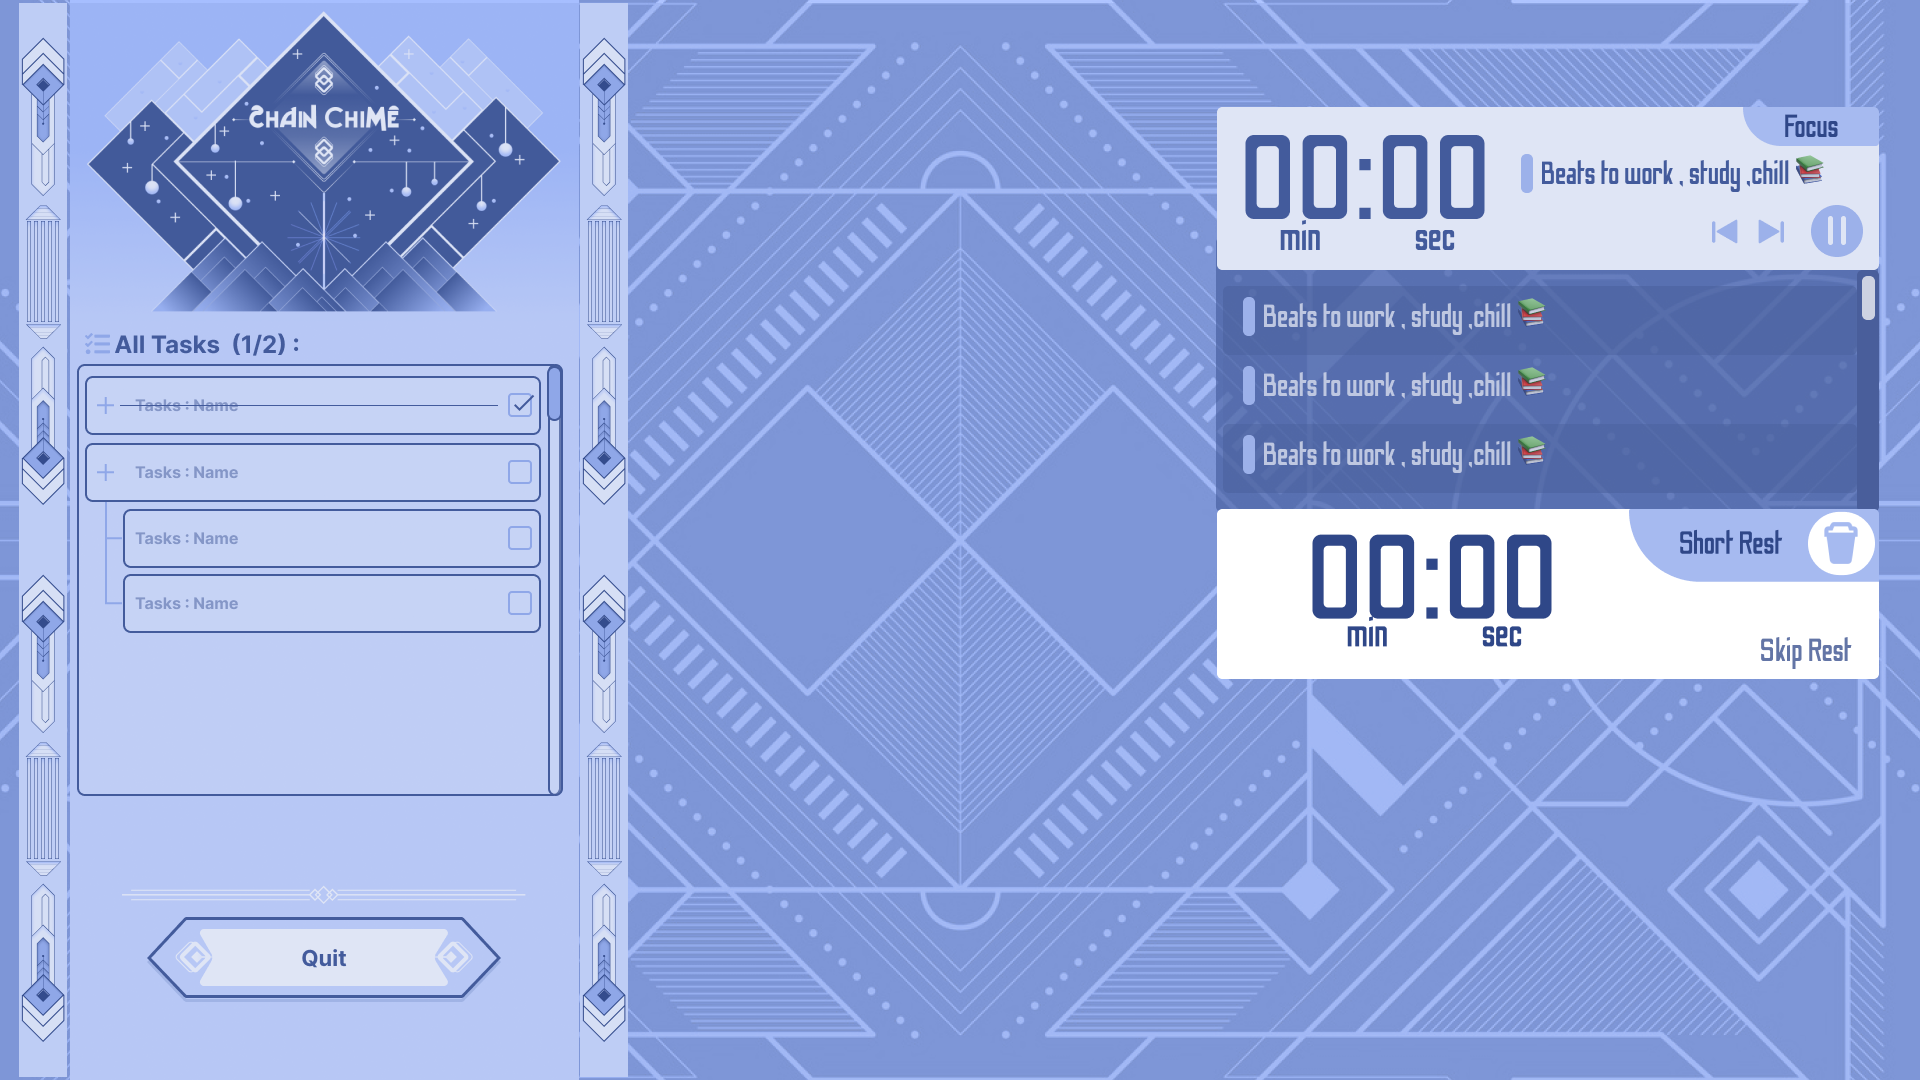 CHAIN CHIME
All Tasks (1/2) :
Tasks : Name
Tasks : Name
Tasks : Name
Tasks : Name
Quit
Focus
00:00
min sec
Beats to work , study ,chill 📚
Beats to work , study ,chill 📚
Beats to work , study ,chill 📚
Beats to work , study ,chill 📚
Short Rest
00:00
min sec
Skip Rest